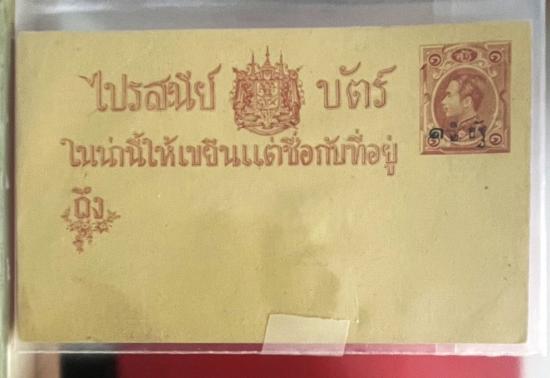 ไปรสนีย์ บัตร์
ในน่านี้ให้เขยีนแต่ชื่อกับที่อยู่
ถึง